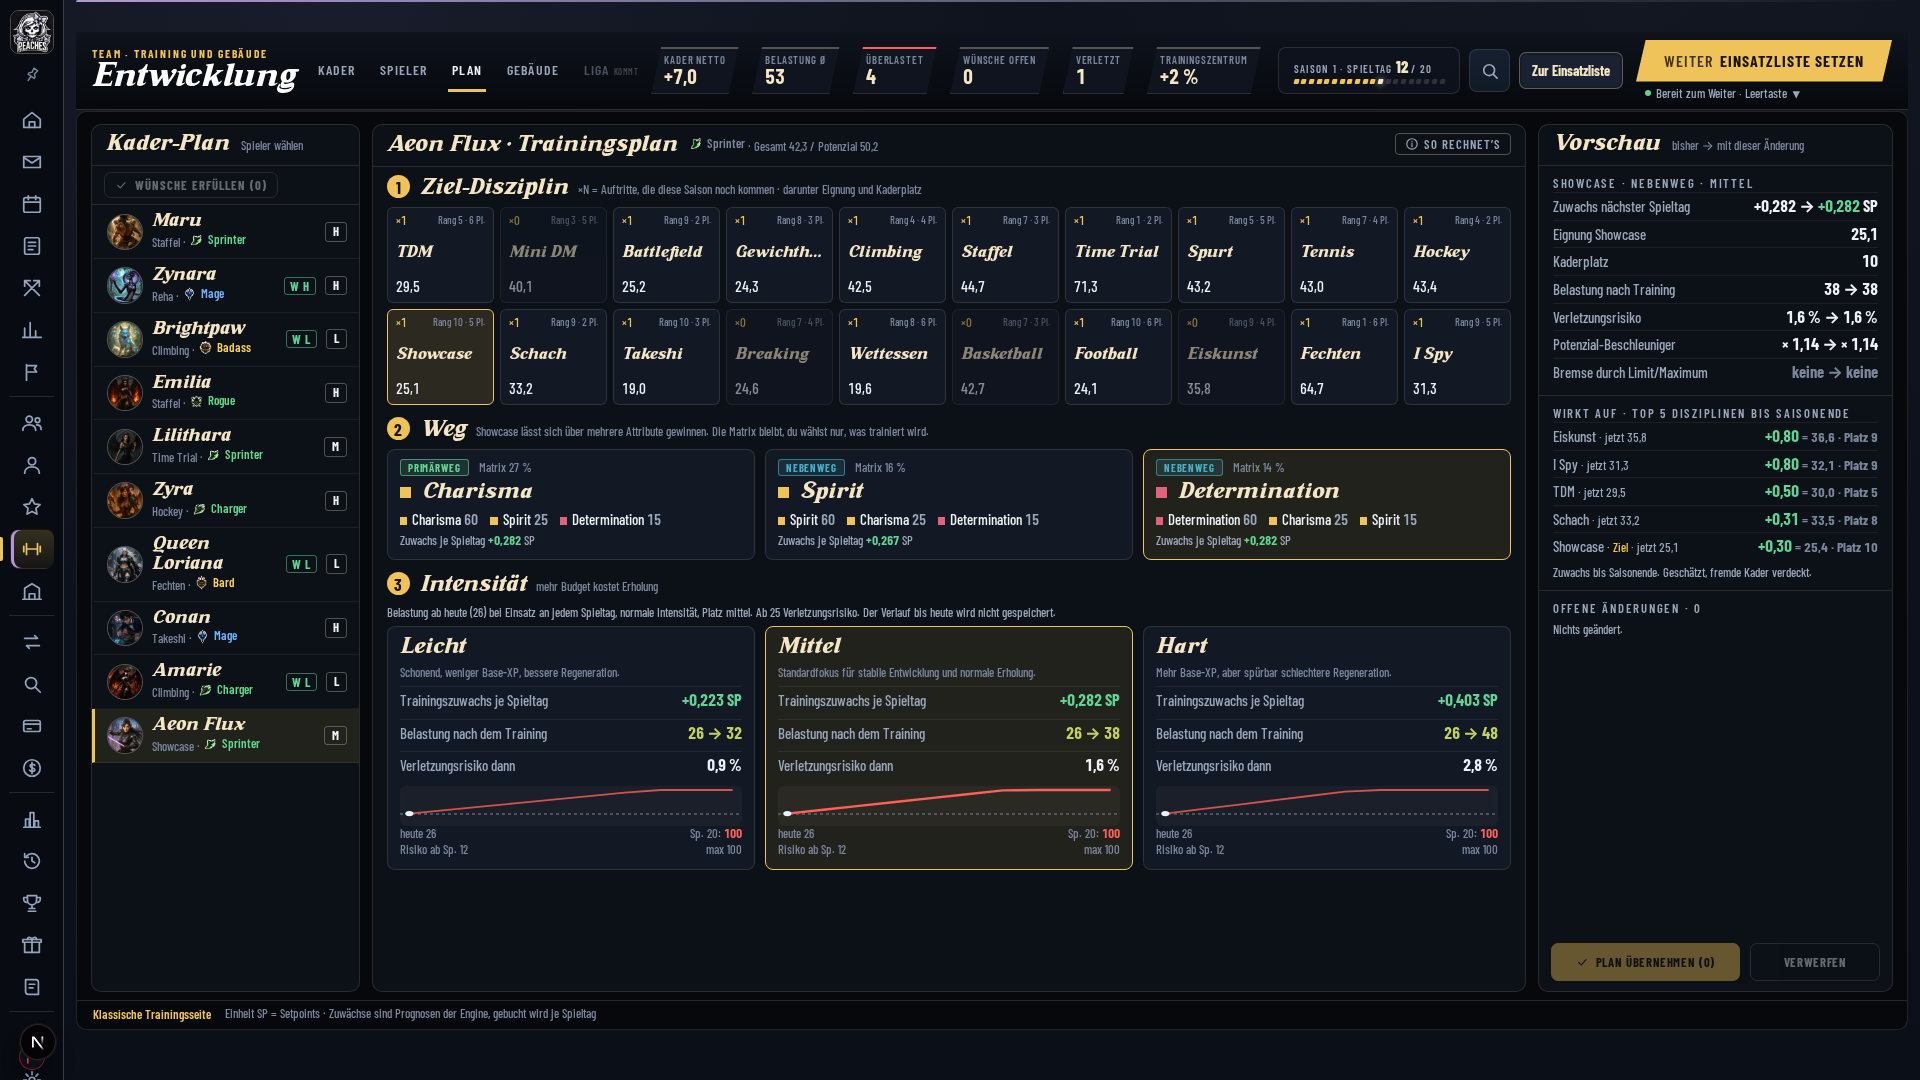 PEACHES
TEAM · TRAINING UND GEBÄUDE
Entwicklung
KADER
SPIELER
PLAN
GEBÄUDE
LIGA KOMMT
KADER NETTO
+7,0
BELASTUNG Ø
53
ÜBERLASTET
4
WÜNSCHE OFFEN
0
VERLETZT
1
TRAININGSZENTRUM
+2 %
SAISON 1 · SPIELTAG 12 / 20
Zur Einsatzliste
WEITER EINSATZLISTE SETZEN
Bereit zum Weiter · Leertaste ▼
Kader-Plan Spieler wählen
✓ WÜNSCHE ERFÜLLEN (0)
Maru
Staffel · Sprinter
H
Zynara
Reha · Mage
W H
H
Brightpaw
Climbing · Badass
W L
L
Emilia
Staffel · Rogue
H
Lilithara
Time Trial · Sprinter
M
Zyra
Hockey · Charger
H
Queen Loriana
Fechten · Bard
W L
L
Conan
Takeshi · Mage
H
Amarie
Climbing · Charger
W L
L
Aeon Flux
Showcase · Sprinter
M
Aeon Flux · Trainingsplan Sprinter · Gesamt 42,3 / Potenzial 50,2
SO RECHNET'S
1 Ziel-Disziplin ×N = Auftritte, die diese Saison noch kommen · darunter Eignung und Kaderplatz
×1 Rang 5 · 6 Pl.
TDM
29,5
×0 Rang 3 · 5 Pl.
Mini DM
40,1
×1 Rang 9 · 2 Pl.
Battlefield
25,2
×1 Rang 8 · 3 Pl.
Gewichth...
24,3
×1 Rang 4 · 4 Pl.
Climbing
42,5
×1 Rang 7 · 3 Pl.
Staffel
44,7
×1 Rang 1 · 2 Pl.
Time Trial
71,3
×1 Rang 5 · 5 Pl.
Spurt
43,2
×1 Rang 7 · 4 Pl.
Tennis
43,0
×1 Rang 4 · 2 Pl.
Hockey
43,4
×1 Rang 10 · 5 Pl.
Showcase
25,1
×1 Rang 9 · 2 Pl.
Schach
33,2
×1 Rang 10 · 3 Pl.
Takeshi
19,0
×0 Rang 7 · 4 Pl.
Breaking
24,6
×1 Rang 8 · 6 Pl.
Wettessen
19,6
×0 Rang 7 · 3 Pl.
Basketball
42,7
×1 Rang 10 · 6 Pl.
Football
24,1
×0 Rang 9 · 4 Pl.
Eiskunst
35,8
×1 Rang 1 · 6 Pl.
Fechten
64,7
×1 Rang 9 · 5 Pl.
I Spy
31,3
2 Weg Showcase lässt sich über mehrere Attribute gewinnen. Die Matrix bleibt, du wählst nur, was trainiert wird.
PRIMÄRWEG Matrix 27 %
Charisma
Charisma 60 Spirit 25 Determination 15
Zuwachs je Spieltag +0,282 SP
NEBENWEG Matrix 16 %
Spirit
Spirit 60 Charisma 25 Determination 15
Zuwachs je Spieltag +0,267 SP
NEBENWEG Matrix 14 %
Determination
Determination 60 Charisma 25 Spirit 15
Zuwachs je Spieltag +0,282 SP
3 Intensität mehr Budget kostet Erholung
Belastung ab heute (26) bei Einsatz an jedem Spieltag, normale Intensität, Platz mittel. Ab 25 Verletzungsrisiko. Der Verlauf bis heute wird nicht gespeichert.
Leicht
Schonend, weniger Base-XP, bessere Regeneration.
Trainingszuwachs je Spieltag +0,223 SP
Belastung nach dem Training 26 → 32
Verletzungsrisiko dann 0,9 %
heute 26 Sp. 20: 100
Risiko ab Sp. 12 max 100
Mittel
Standardfokus für stabile Entwicklung und normale Erholung.
Trainingszuwachs je Spieltag +0,282 SP
Belastung nach dem Training 26 → 38
Verletzungsrisiko dann 1,6 %
heute 26 Sp. 20: 100
Risiko ab Sp. 12 max 100
Hart
Mehr Base-XP, aber spürbar schlechtere Regeneration.
Trainingszuwachs je Spieltag +0,403 SP
Belastung nach dem Training 26 → 48
Verletzungsrisiko dann 2,8 %
heute 26 Sp. 20: 100
Risiko ab Sp. 12 max 100
Vorschau bisher → mit dieser Änderung
SHOWCASE · NEBENWEG · MITTEL
Zuwachs nächster Spieltag +0,282 → +0,282 SP
Eignung Showcase 25,1
Kaderplatz 10
Belastung nach Training 38 → 38
Verletzungsrisiko 1,6 % → 1,6 %
Potenzial-Beschleuniger × 1,14 → × 1,14
Bremse durch Limit/Maximum keine → keine
WIRKT AUF · TOP 5 DISZIPLINEN BIS SAISONENDE
Eiskunst · jetzt 35,8 +0,80 = 36,6 · Platz 9
I Spy · jetzt 31,3 +0,80 = 32,1 · Platz 9
TDM · jetzt 29,5 +0,50 = 30,0 · Platz 5
Schach · jetzt 33,2 +0,31 = 33,5 · Platz 8
Showcase · Ziel · jetzt 25,1 +0,30 = 25,4 · Platz 10
Zuwachs bis Saisonende. Geschätzt, fremde Kader verdeckt.
OFFENE ÄNDERUNGEN · 0
Nichts geändert.
✓ PLAN ÜBERNEHMEN (0)
VERWERFEN
Klassische Trainingsseite Einheit SP = Setpoints · Zuwächse sind Prognosen der Engine, gebucht wird je Spieltag
N